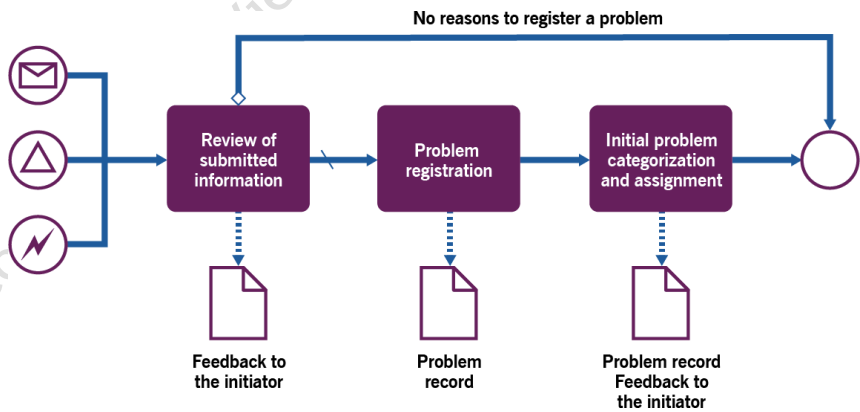 No reasons to register a problem
Review of
submitted
information
Problem
registration
Initial problem
categorization
and assignment
Feedback to
the initiator
Problem
record
Problem record
Feedback to
the initiator